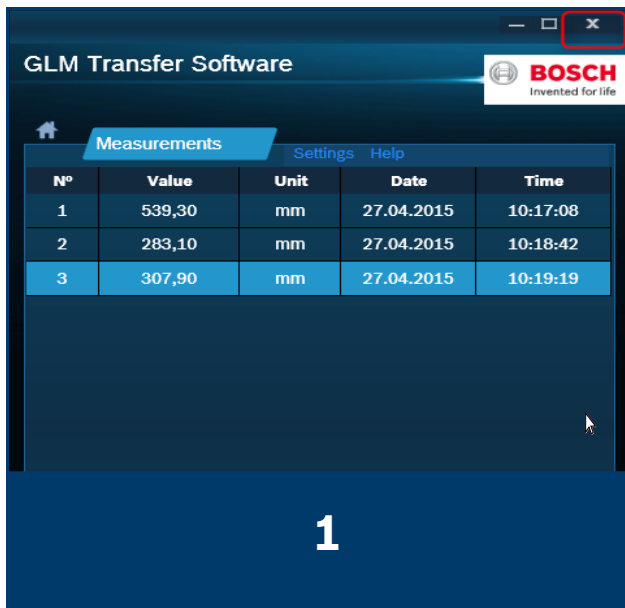 GLM Transfer Software
BOSCH
Invented for life
Measurements Settings Help
Nº Value Unit Date Time
1 539,30 mm 27.04.2015 10:17:08
2 283,10 mm 27.04.2015 10:18:42
3 307,90 mm 27.04.2015 10:19:19
1